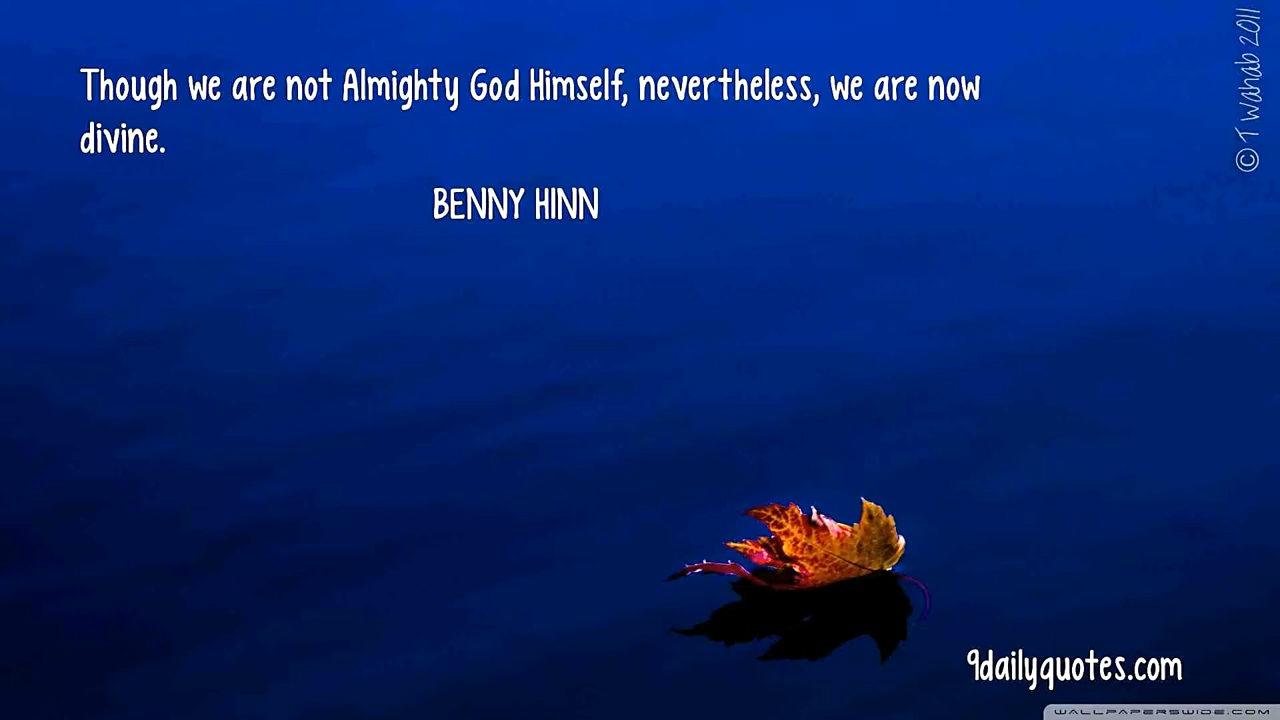 Though we are not Almighty God Himself, nevertheless, we are now
divine.
BENNY HINN
© T Wahab 2011
9dailyquotes.com
WALLPAPERSWIDE.COM